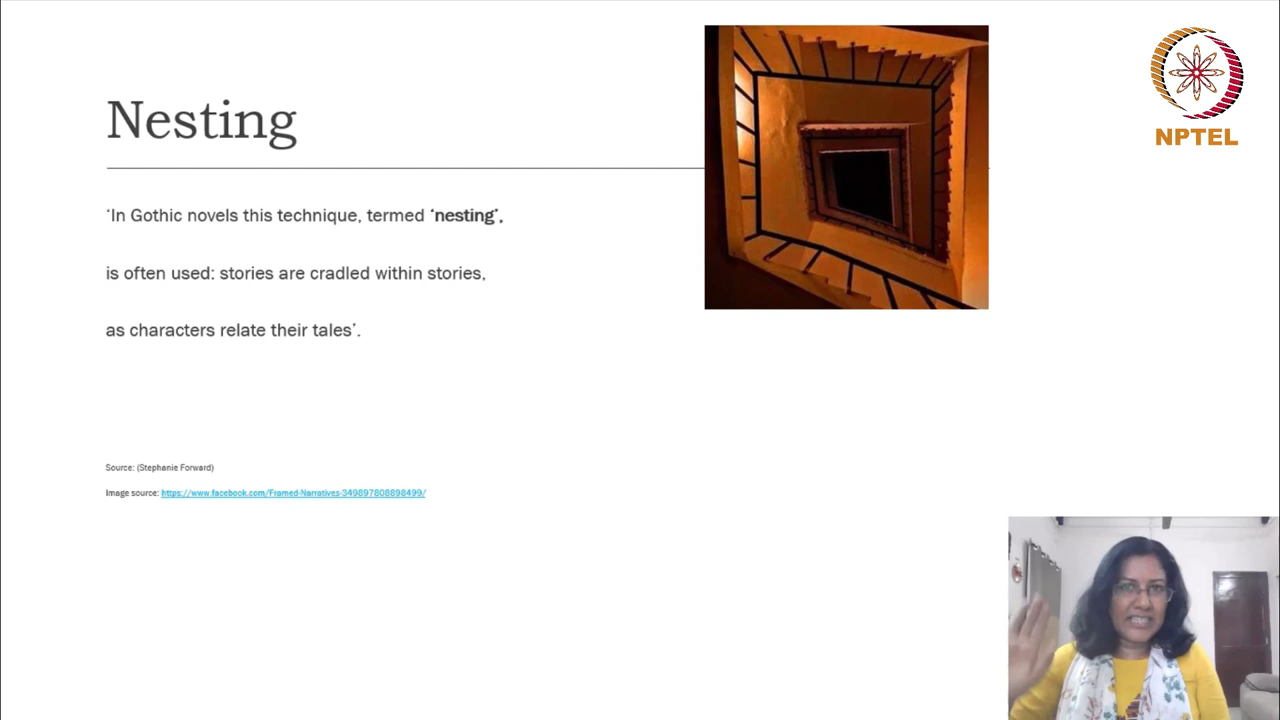 Nesting
‘In Gothic novels this technique, termed ‘nesting’,
is often used: stories are cradled within stories,
as characters relate their tales’.
Source: (Stephanie Forward)
Image source: https://www.facebook.com/Framed-Narratives-349897808898499/
NPTEL